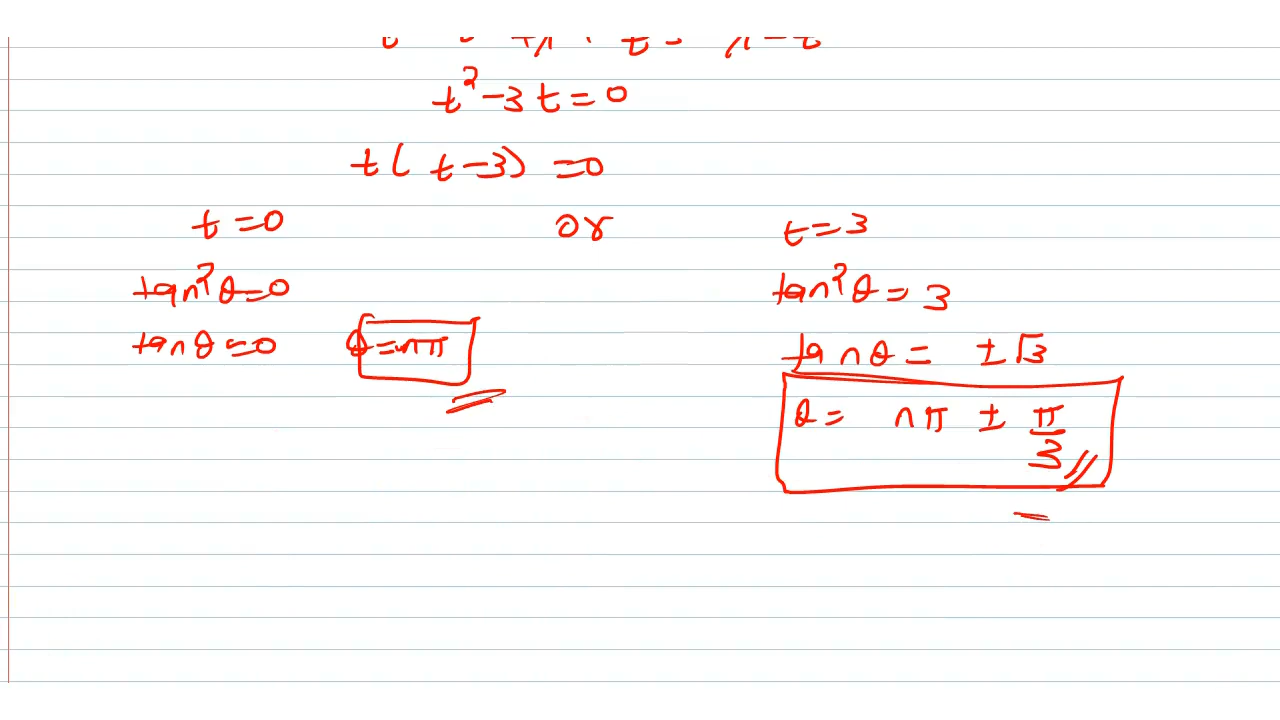 t² - 3t = 0
t( t - 3) = 0
t = 0 or t = 3
tan²θ = 0 tan²θ = 3
tanθ = 0 θ = nπ tanθ = ±√3
θ = nπ ± π/3